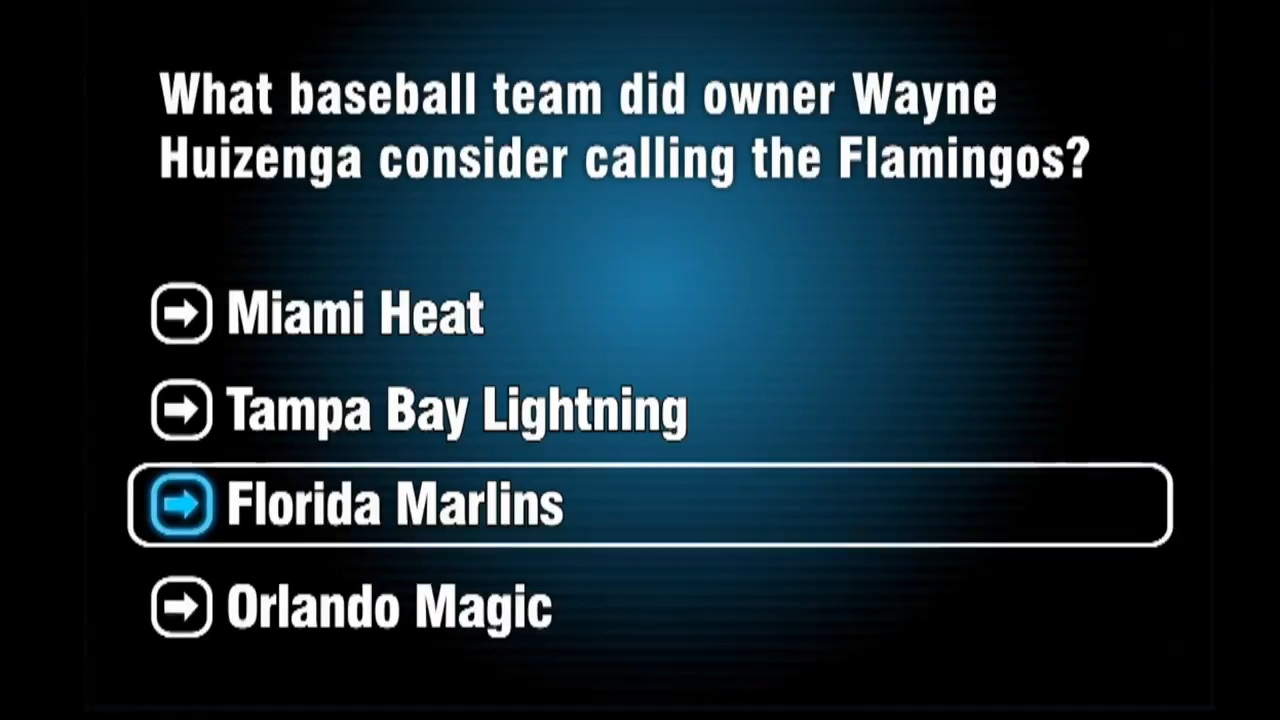 What baseball team did owner Wayne
Huizenga consider calling the Flamingos?
Miami Heat
Tampa Bay Lightning
Florida Marlins
Orlando Magic